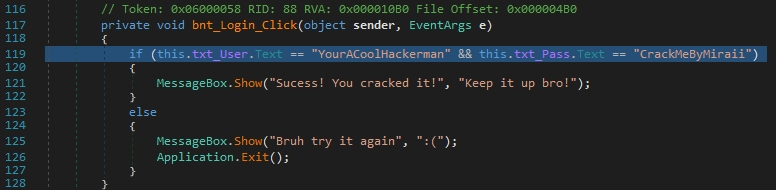 116 // Token: 0x06000058 RID: 88 RVA: 0x000010B0 File Offset: 0x000004B0
117 private void bnt_Login_Click(object sender, EventArgs e)
118 {
119 if (this.txt_User.Text == "YourACoolHackerman" && this.txt_Pass.Text == "CrackMeByMiraii")
120 {
121 MessageBox.Show("Sucess! You cracked it!", "Keep it up bro!");
122 }
123 else
124 {
125 MessageBox.Show("Bruh try it again", ":(");
126 Application.Exit();
127 }
128 }